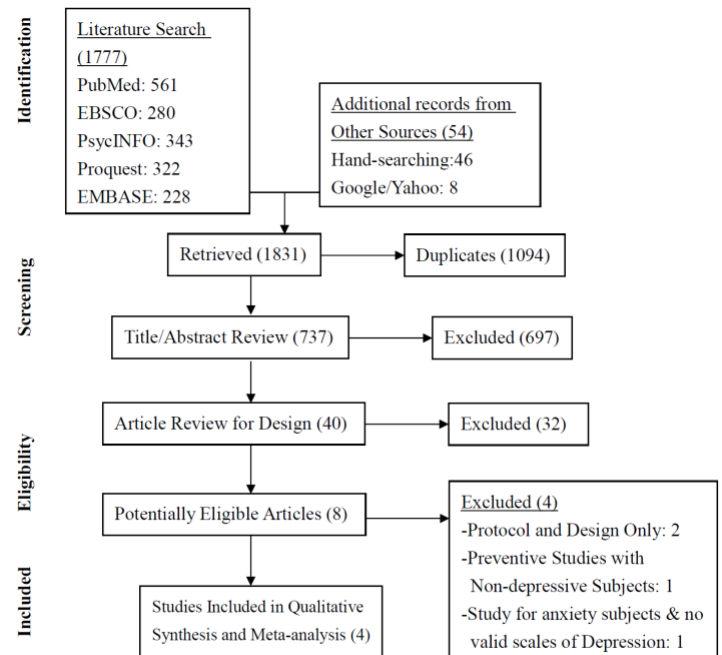 Identification
Literature Search
(1777)
PubMed: 561
EBSCO: 280
PsycINFO: 343
Proquest: 322
EMBASE: 228
Additional records from
Other Sources (54)
Hand-searching:46
Google/Yahoo: 8
Screening
Retrieved (1831)
Duplicates (1094)
Title/Abstract Review (737)
Excluded (697)
Eligibility
Article Review for Design (40)
Excluded (32)
Potentially Eligible Articles (8)
Excluded (4)
-Protocol and Design Only: 2
-Preventive Studies with
Non-depressive Subjects: 1
-Study for anxiety subjects & no
valid scales of Depression: 1
Included
Studies Included in Qualitative
Synthesis and Meta-analysis (4)